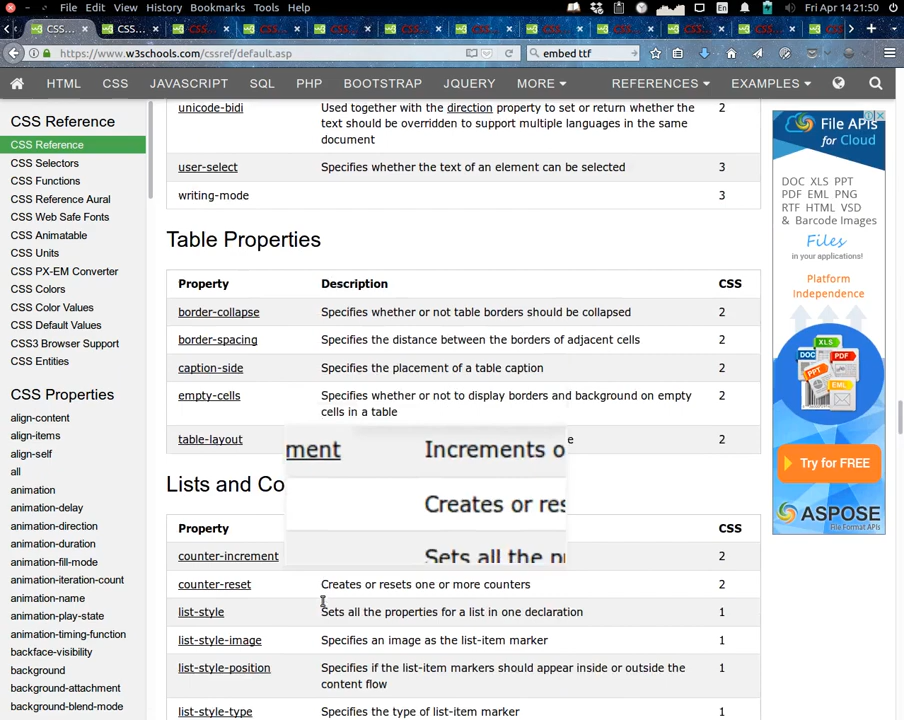 File Edit View History Bookmarks Tools Help
En
Fri Apr 14 21:50
CSS...
CSS...
https://www.w3schools.com/cssref/default.asp
embed ttf
HTML CSS JAVASCRIPT SQL PHP BOOTSTRAP JQUERY MORE REFERENCES EXAMPLES
CSS Reference
CSS Reference
CSS Selectors
CSS Functions
CSS Reference Aural
CSS Web Safe Fonts
CSS Animatable
CSS Units
CSS PX-EM Converter
CSS Colors
CSS Color Values
CSS Default Values
CSS3 Browser Support
CSS Entities
CSS Properties
align-content
align-items
align-self
all
animation
animation-delay
animation-direction
animation-duration
animation-fill-mode
animation-iteration-count
animation-name
animation-play-state
animation-timing-function
backface-visibility
background
background-attachment
background-blend-mode
unicode-bidi Used together with the direction property to set or return whether the 2
text should be overridden to support multiple languages in the same
document
user-select Specifies whether the text of an element can be selected 3
writing-mode 3
Table Properties
Property Description CSS
border-collapse Specifies whether or not table borders should be collapsed 2
border-spacing Specifies the distance between the borders of adjacent cells 2
caption-side Specifies the placement of a table caption 2
empty-cells Specifies whether or not to display borders and background on empty 2
cells in a table
table-layout e 2
Lists and Co
Property CSS
counter-increment 2
ment Increments o
Creates or res
Sets all the p
counter-reset Creates or resets one or more counters 2
list-style Sets all the properties for a list in one declaration 1
list-style-image Specifies an image as the list-item marker 1
list-style-position Specifies if the list-item markers should appear inside or outside the 1
content flow
list-style-type Specifies the type of list-item marker 1
File APIs
for Cloud
DOC XLS PPT
PDF EML PNG
RTF HTML VSD
& Barcode Images
Files
in your applications!
Platform
Independence
XLS
DOC
PDF
PPT
EML
Try for FREE
ASPOSE
File Format APIs